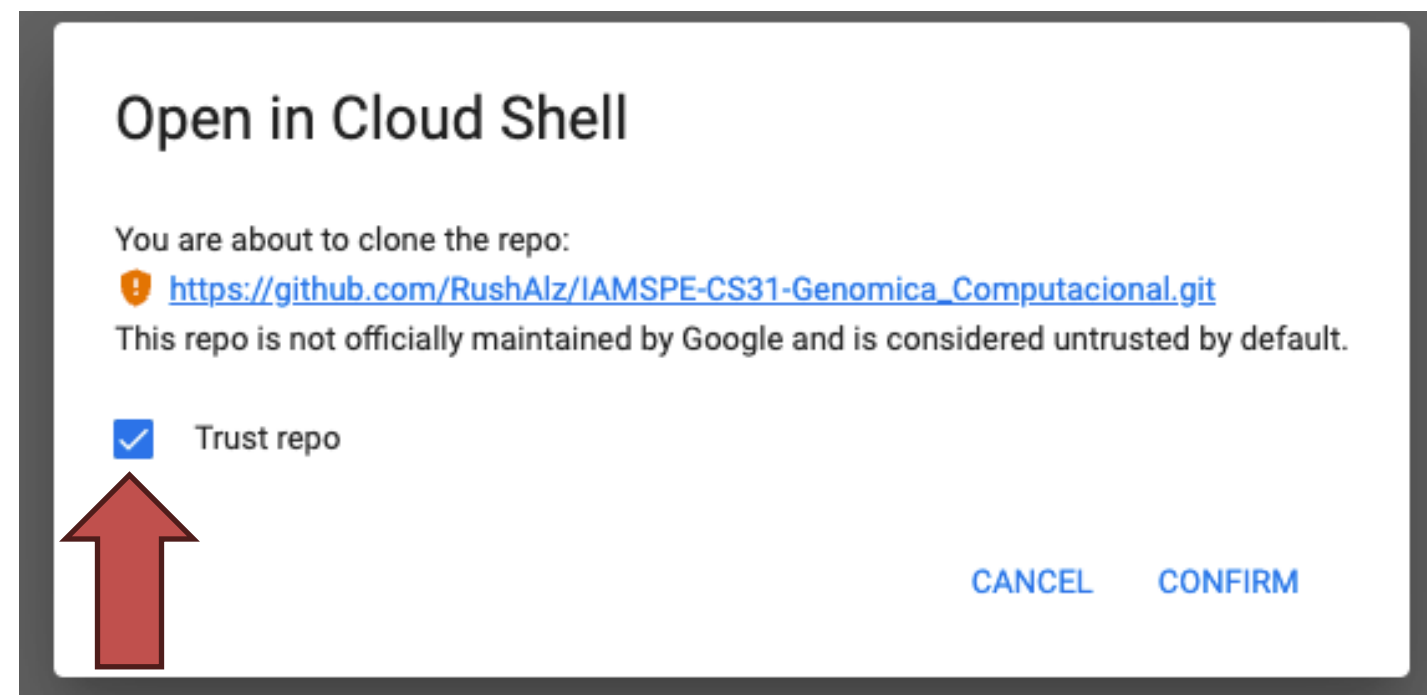 Open in Cloud Shell
You are about to clone the repo:
https://github.com/RushAlz/IAMSPE-CS31-Genomica_Computacional.git
This repo is not officially maintained by Google and is considered untrusted by default.
Trust repo
CANCEL CONFIRM